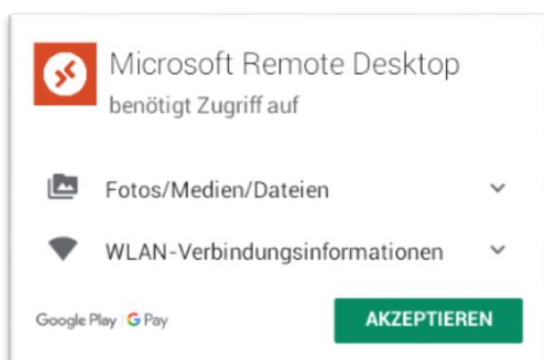 Microsoft Remote Desktop
benötigt Zugriff auf
Fotos/Medien/Dateien
WLAN-Verbindungsinformationen
Google Play | G Pay
AKZEPTIEREN